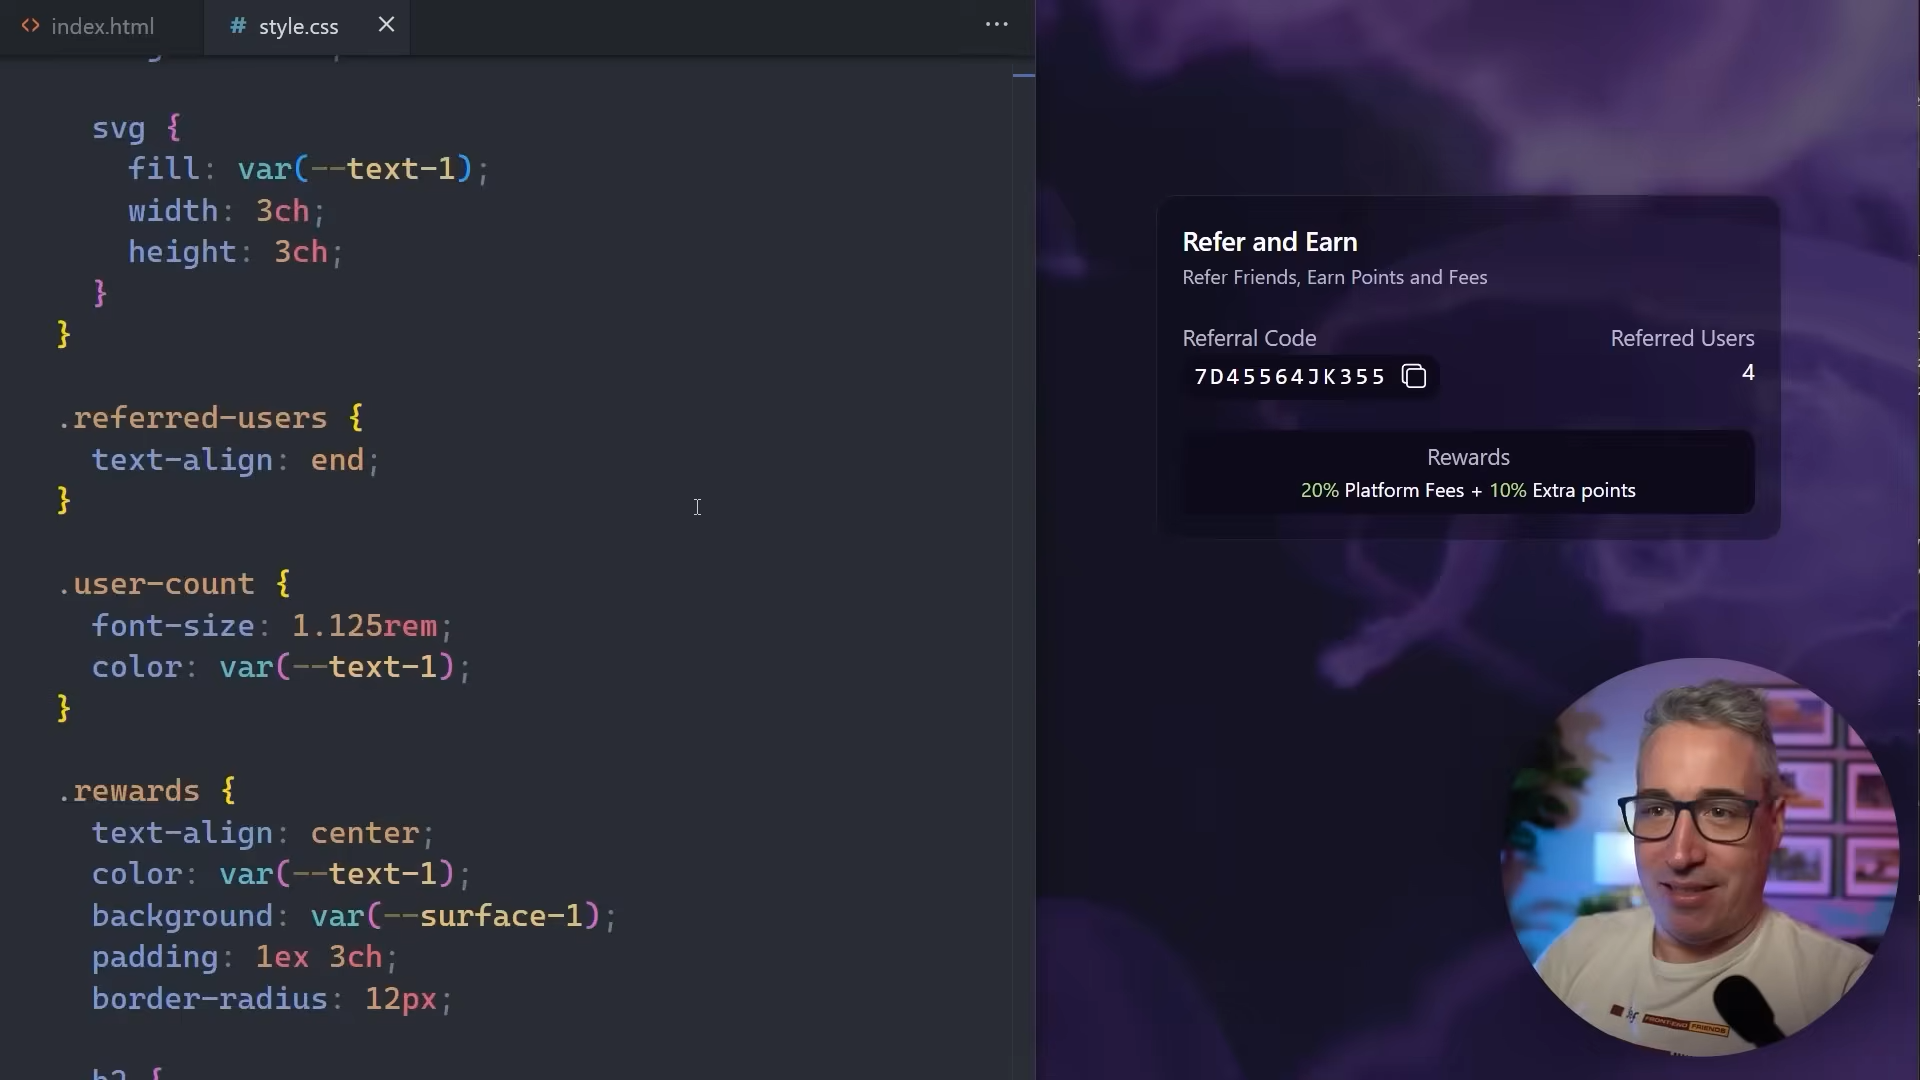 index.html
# style.css
svg {
fill: var(--text-1);
width: 3ch;
height: 3ch;
}
}
.referred-users {
text-align: end;
}
.user-count {
font-size: 1.125rem;
color: var(--text-1);
}
.rewards {
text-align: center;
color: var(--text-1);
background: var(--surface-1);
padding: 1ex 3ch;
border-radius: 12px;
Refer and Earn
Refer Friends, Earn Points and Fees
Referral Code
7D45564JK355
Referred Users
4
Rewards
20% Platform Fees + 10% Extra points
FRONT-END
FRIENDS